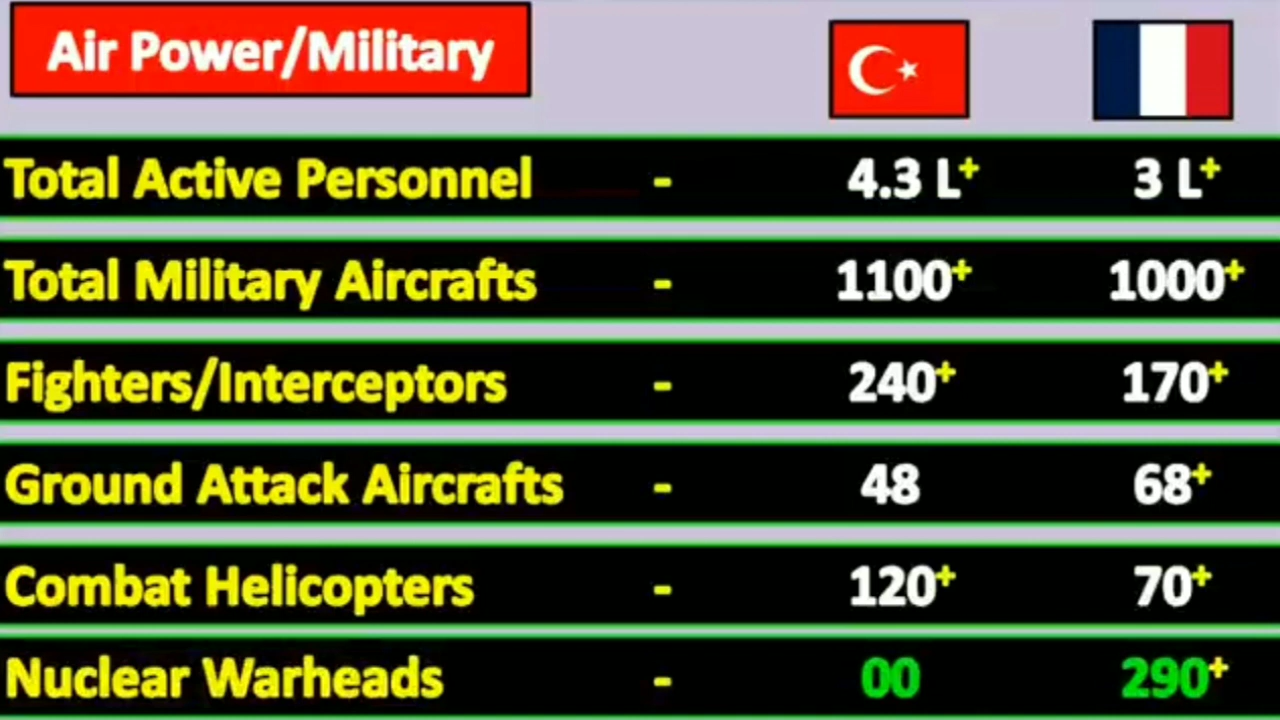 Air Power/Military
Total Active Personnel - 4.3 L+ 3 L+
Total Military Aircrafts - 1100+ 1000+
Fighters/Interceptors - 240+ 170+
Ground Attack Aircrafts - 48 68+
Combat Helicopters - 120+ 70+
Nuclear Warheads - 00 290+